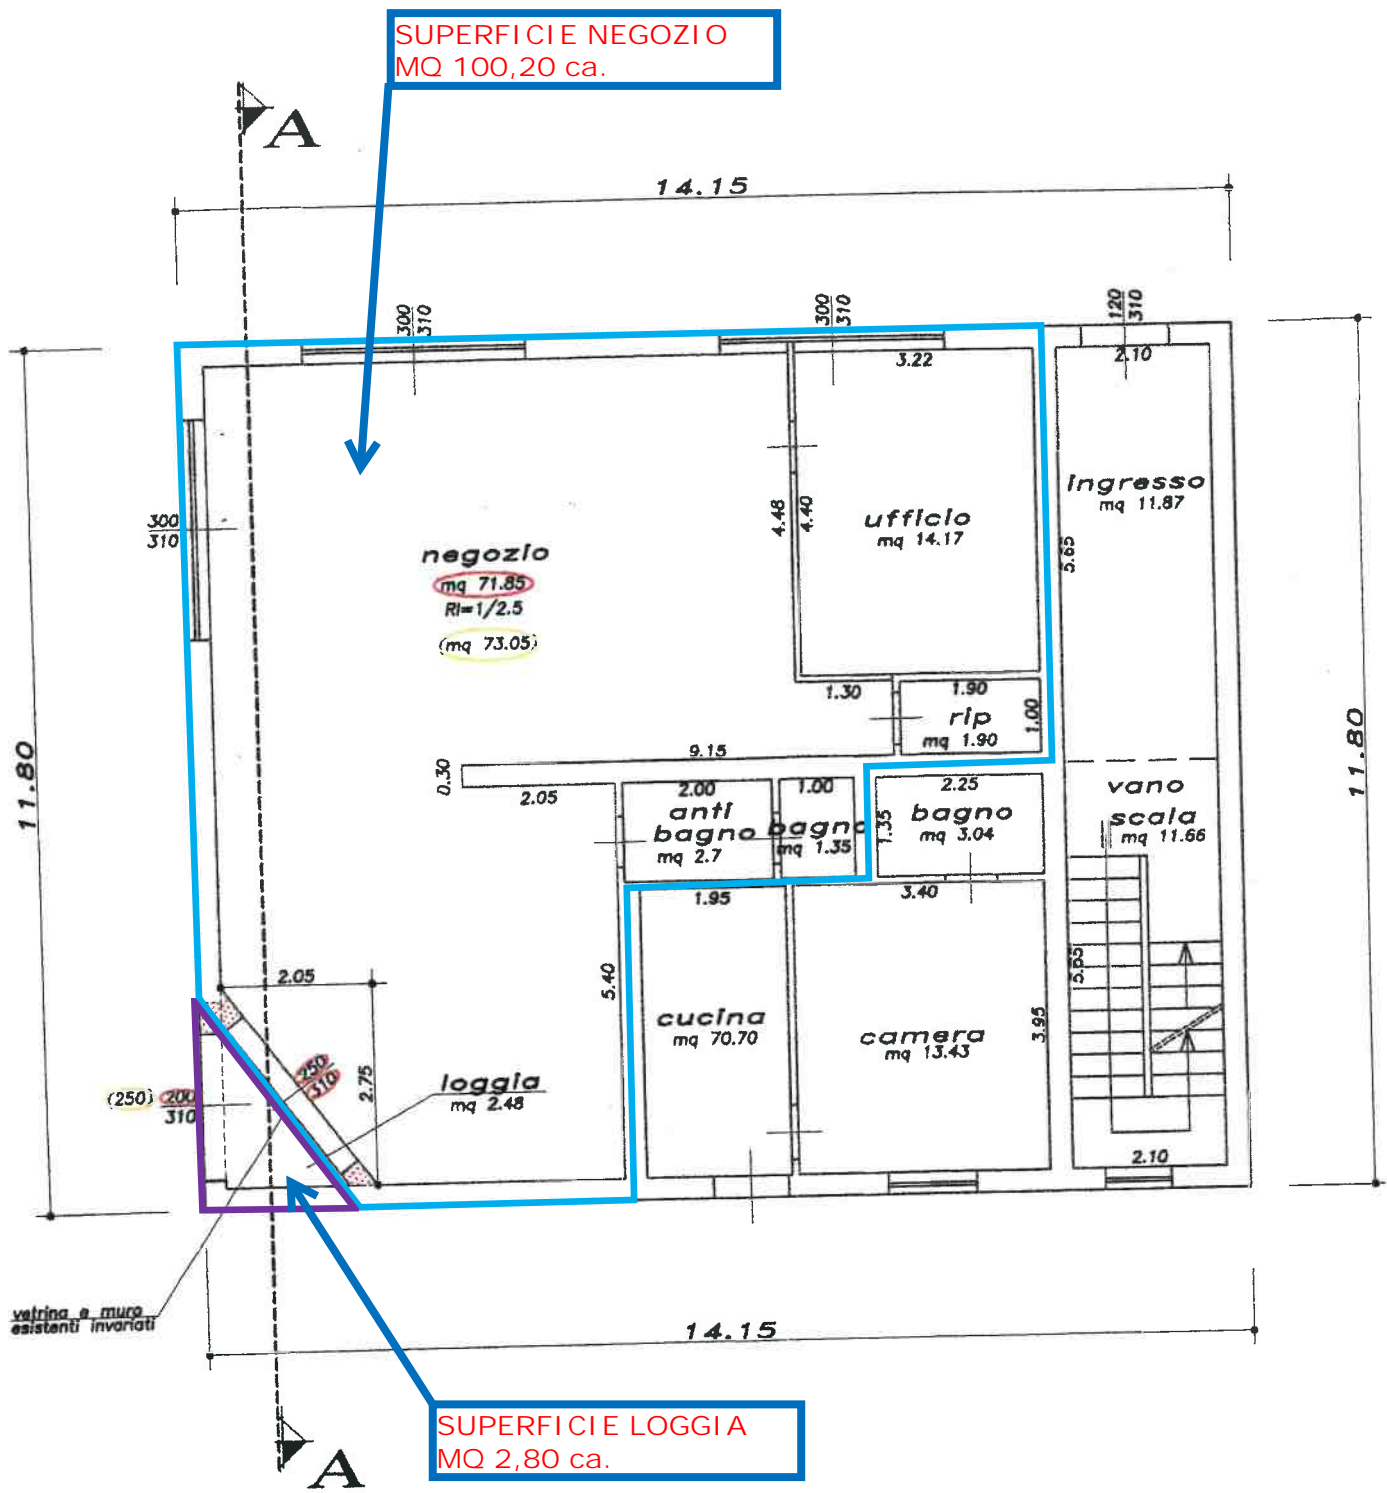 SUPERFICIE NEGOZIO
MQ 100,20 ca.
A
14.15
300
310
300
310
120
310
2.10
3.22
11.80
300
310
negozio
mq 71.85
RI=1/2.5
(mq 73.05)
4.48
4.40
ufficio
mq 14.17
ingresso
mq 11.87
5.65
1.30
1.90
rip
mq 1.90
1.00
9.15
0.30
2.05
2.00
anti
bagno
mq 2.7
1.00
bagno
mq 1.35
1.35
2.25
bagno
mq 3.04
vano
scala
mq 11.66
11.80
1.95
3.40
2.05
5.40
cucina
mq 70.70
camera
mq 13.43
3.95
5.65
250
310
2.75
loggia
mq 2.48
(250) 200
310
2.10
vetrina e muro
esistenti invariati
14.15
SUPERFICIE LOGGIA
MQ 2,80 ca.
A